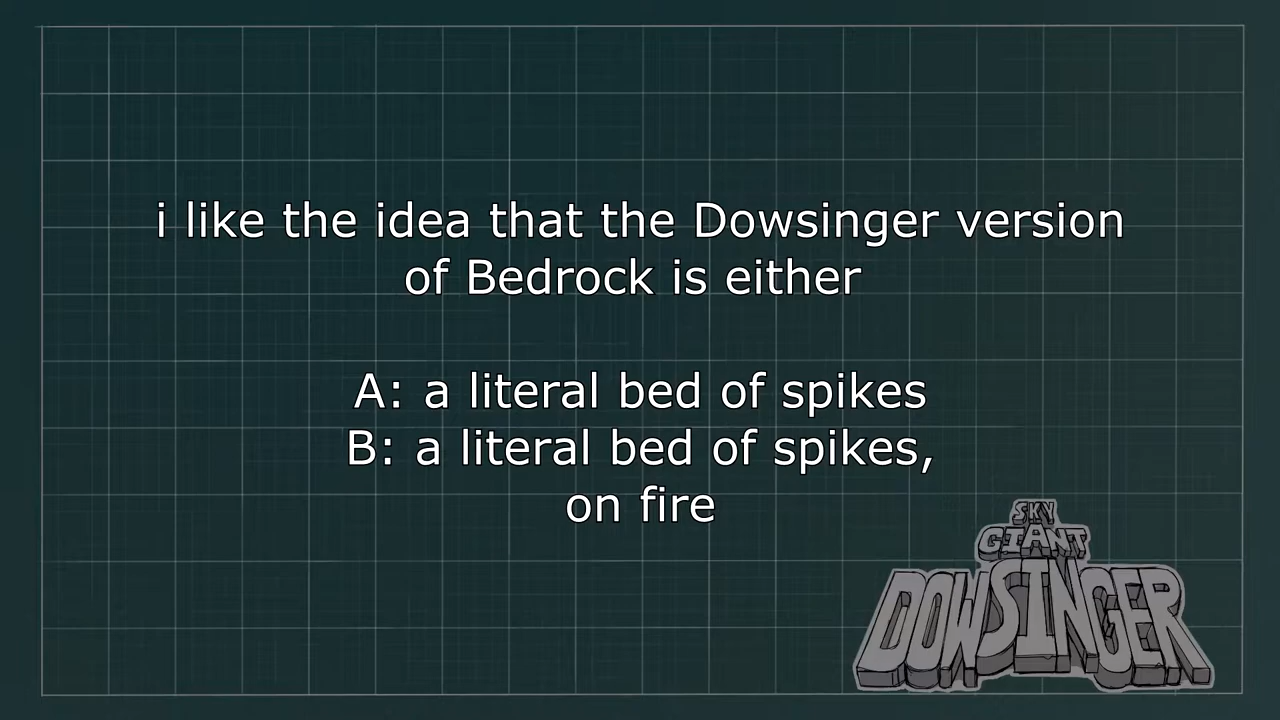 i like the idea that the Dowsinger version
of Bedrock is either
A: a literal bed of spikes
B: a literal bed of spikes,
on fire
SKY
GIANT
DOWSINGER